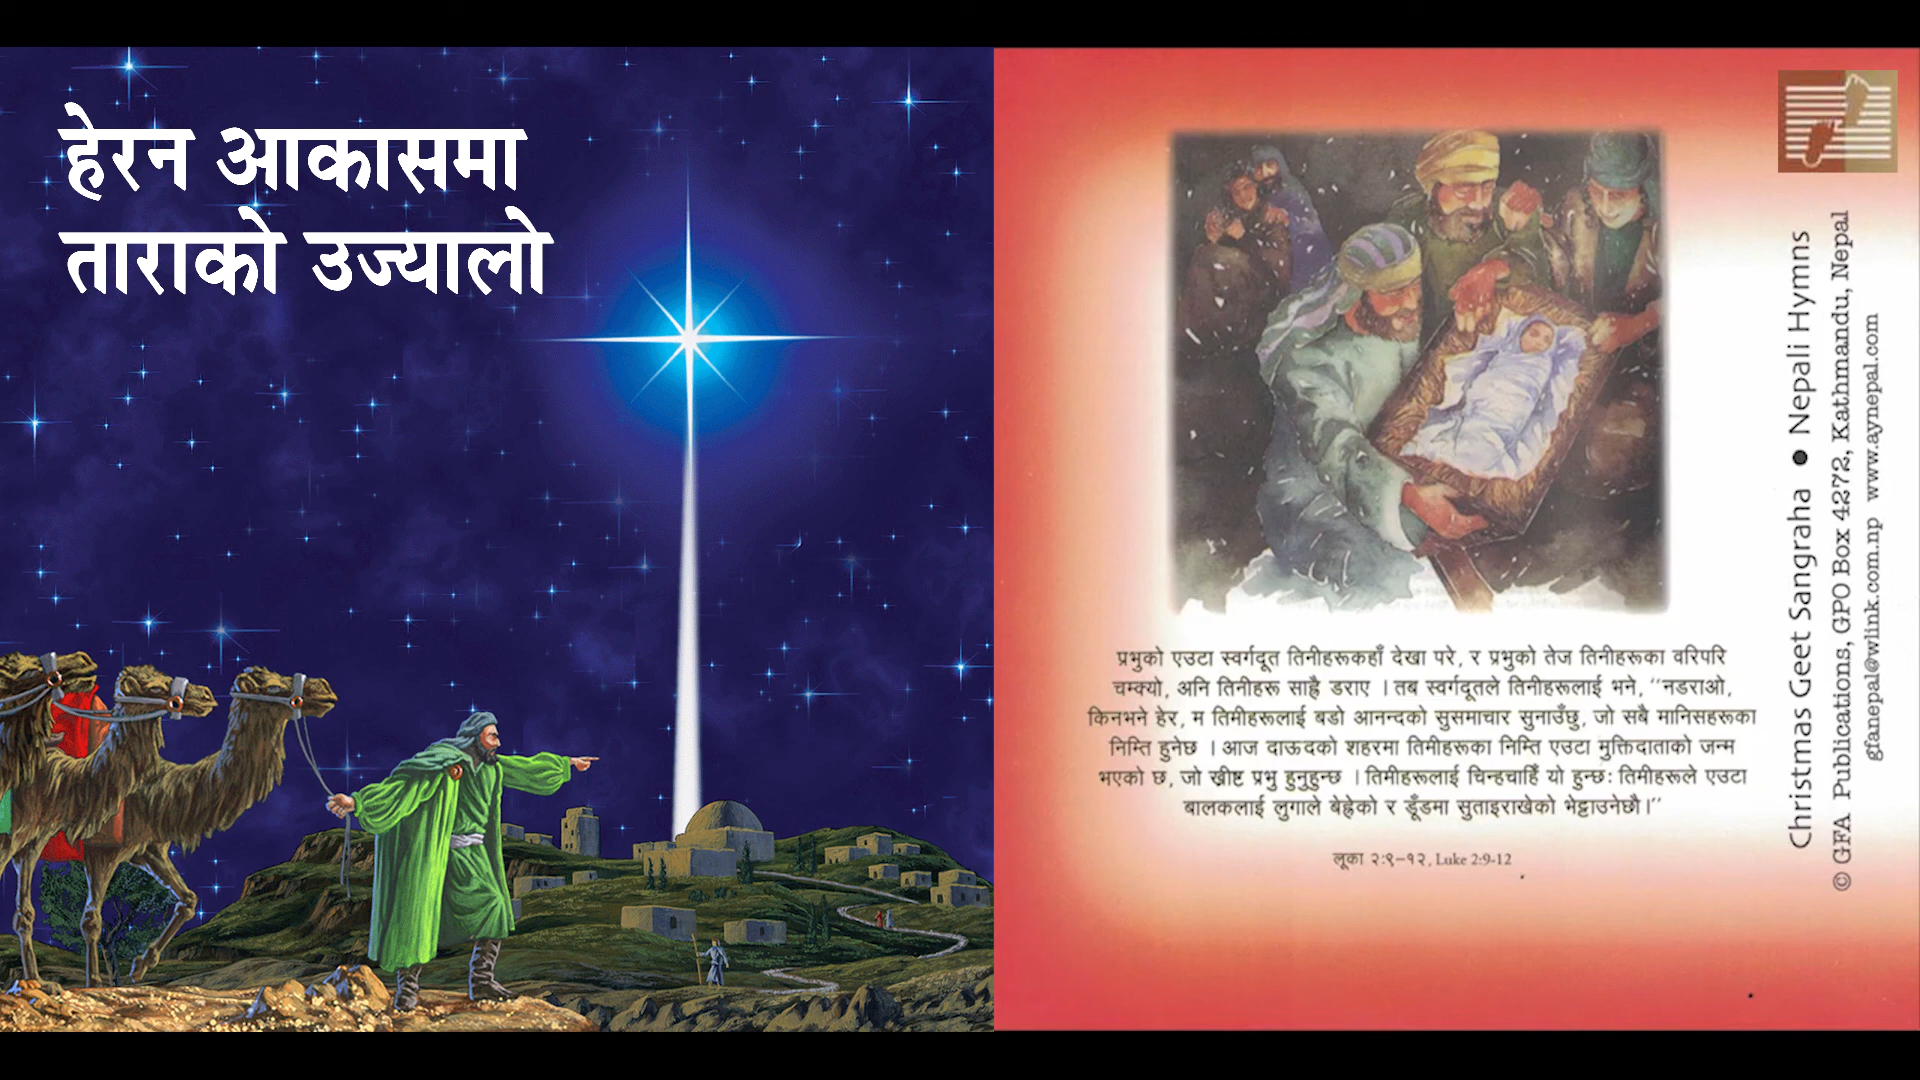 हेरन आकासमा
ताराको उज्यालो
प्रभुको एउटा स्वर्गदूत तिनीहरूकहाँ देखा परे, र प्रभुको तेज तिनीहरूका वरिपरि
चम्क्यो, अनि तिनीहरू साह्रै डराए । तब स्वर्गदूतले तिनीहरूलाई भने, “नडराओ,
किनभने हेर, म तिमीहरूलाई बडो आनन्दको सुसमाचार सुनाउँछु, जो सबै मानिसहरूका
निम्ति हुनेछ । आज दाऊदको शहरमा तिमीहरूका निम्ति एउटा मुक्तिदाताको जन्म
भएको छ, जो ख्रीष्ट प्रभु हुनुहुन्छ । तिमीहरूलाई चिन्हचाहिँ यो हुन्छः तिमीहरूले एउटा
बालकलाई लुगाले बेह्रेको र डूँडमा सुताइराखेको भेट्टाउनेछौ।”
लूका २:९–१२, Luke 2:9-12
Christmas Geet Sangraha ● Nepali Hymns
© GFA Publications, GPO Box 4272, Kathmandu, Nepal
gfanepal@wlink.com.np www.aynepal.com